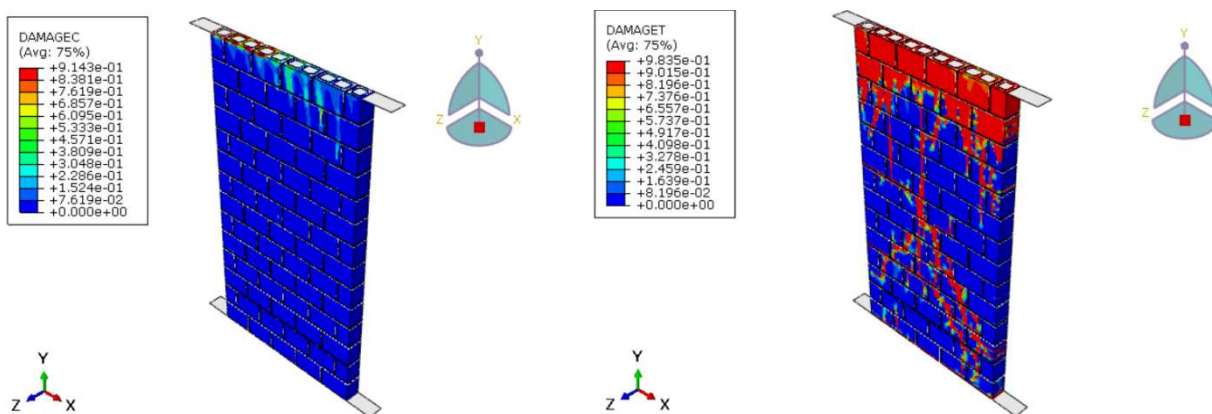 DAMAGEC
(Avg: 75%)
+9.143e-01
+8.381e-01
+7.619e-01
+6.857e-01
+6.095e-01
+5.333e-01
+4.571e-01
+3.809e-01
+3.048e-01
+2.286e-01
+1.524e-01
+7.619e-02
+0.000e+00
Y
Z
X
Y
Z
X
DAMAGET
(Avg: 75%)
+9.835e-01
+9.015e-01
+8.196e-01
+7.376e-01
+6.557e-01
+5.737e-01
+4.917e-01
+4.098e-01
+3.278e-01
+2.459e-01
+1.639e-01
+8.196e-02
+0.000e+00
Y
Z
X
Y
Z
X